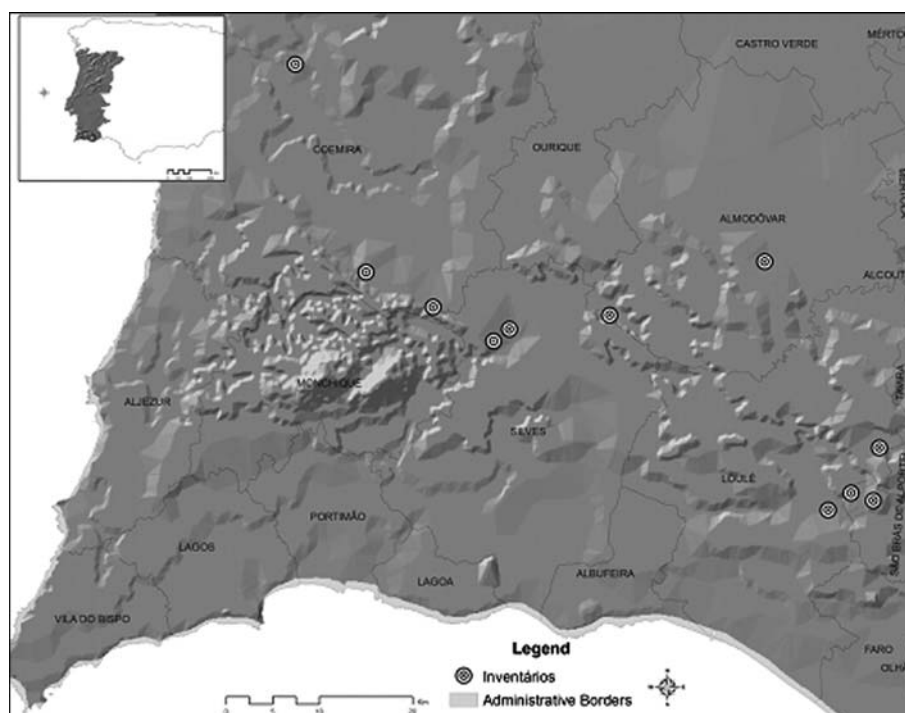 CASTRO VERDE
MÉRTO
OURIQUE
ALMODÔVAR
ALCOUT
MONCHIQUE
ALJEZUR
SILVES
LOULÉ
SÃO BRÁS DE ALPORTEL
PORTIMÃO
LAGOS
LAGOA
ALBUFEIRA
VILA DO BISPO
FARO
OLHÃ
Legend
Inventários
Administrative Borders
Km